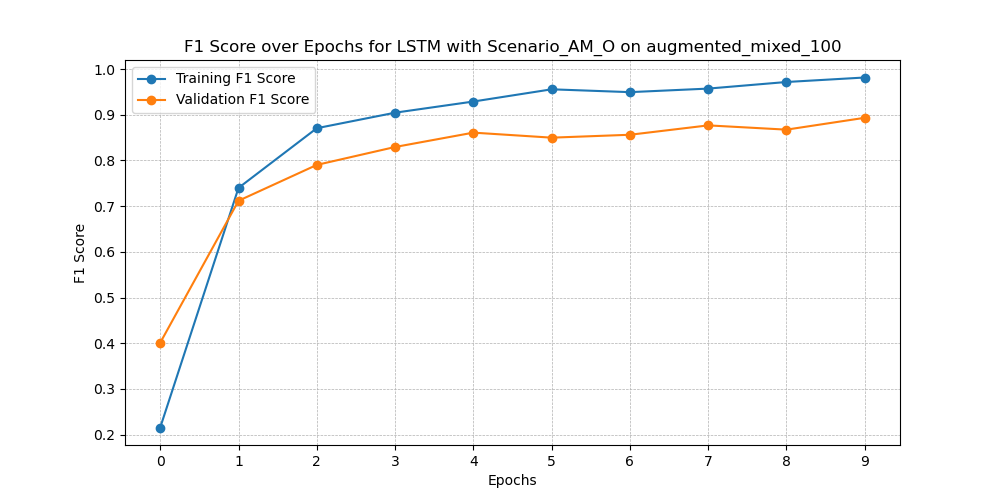 F1 Score over Epochs for LSTM with Scenario_AM_O on augmented_mixed_100
Training F1 Score
Validation F1 Score
F1 Score
1.0
0.9
0.8
0.7
0.6
0.5
0.4
0.3
0.2
0 1 2 3 4 5 6 7 8 9
Epochs